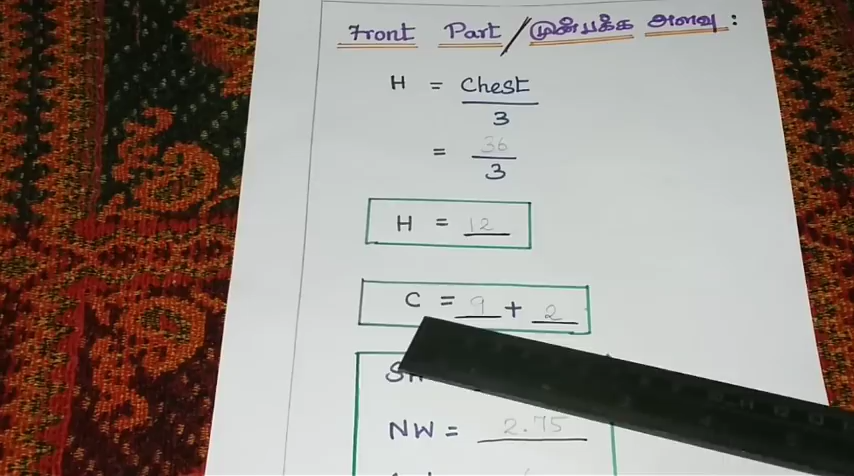 Front Part / முன்பக்க அளவு :
H = Chest
3
= 36
3
H = 12
C = 9 + 2
NW = 2.75